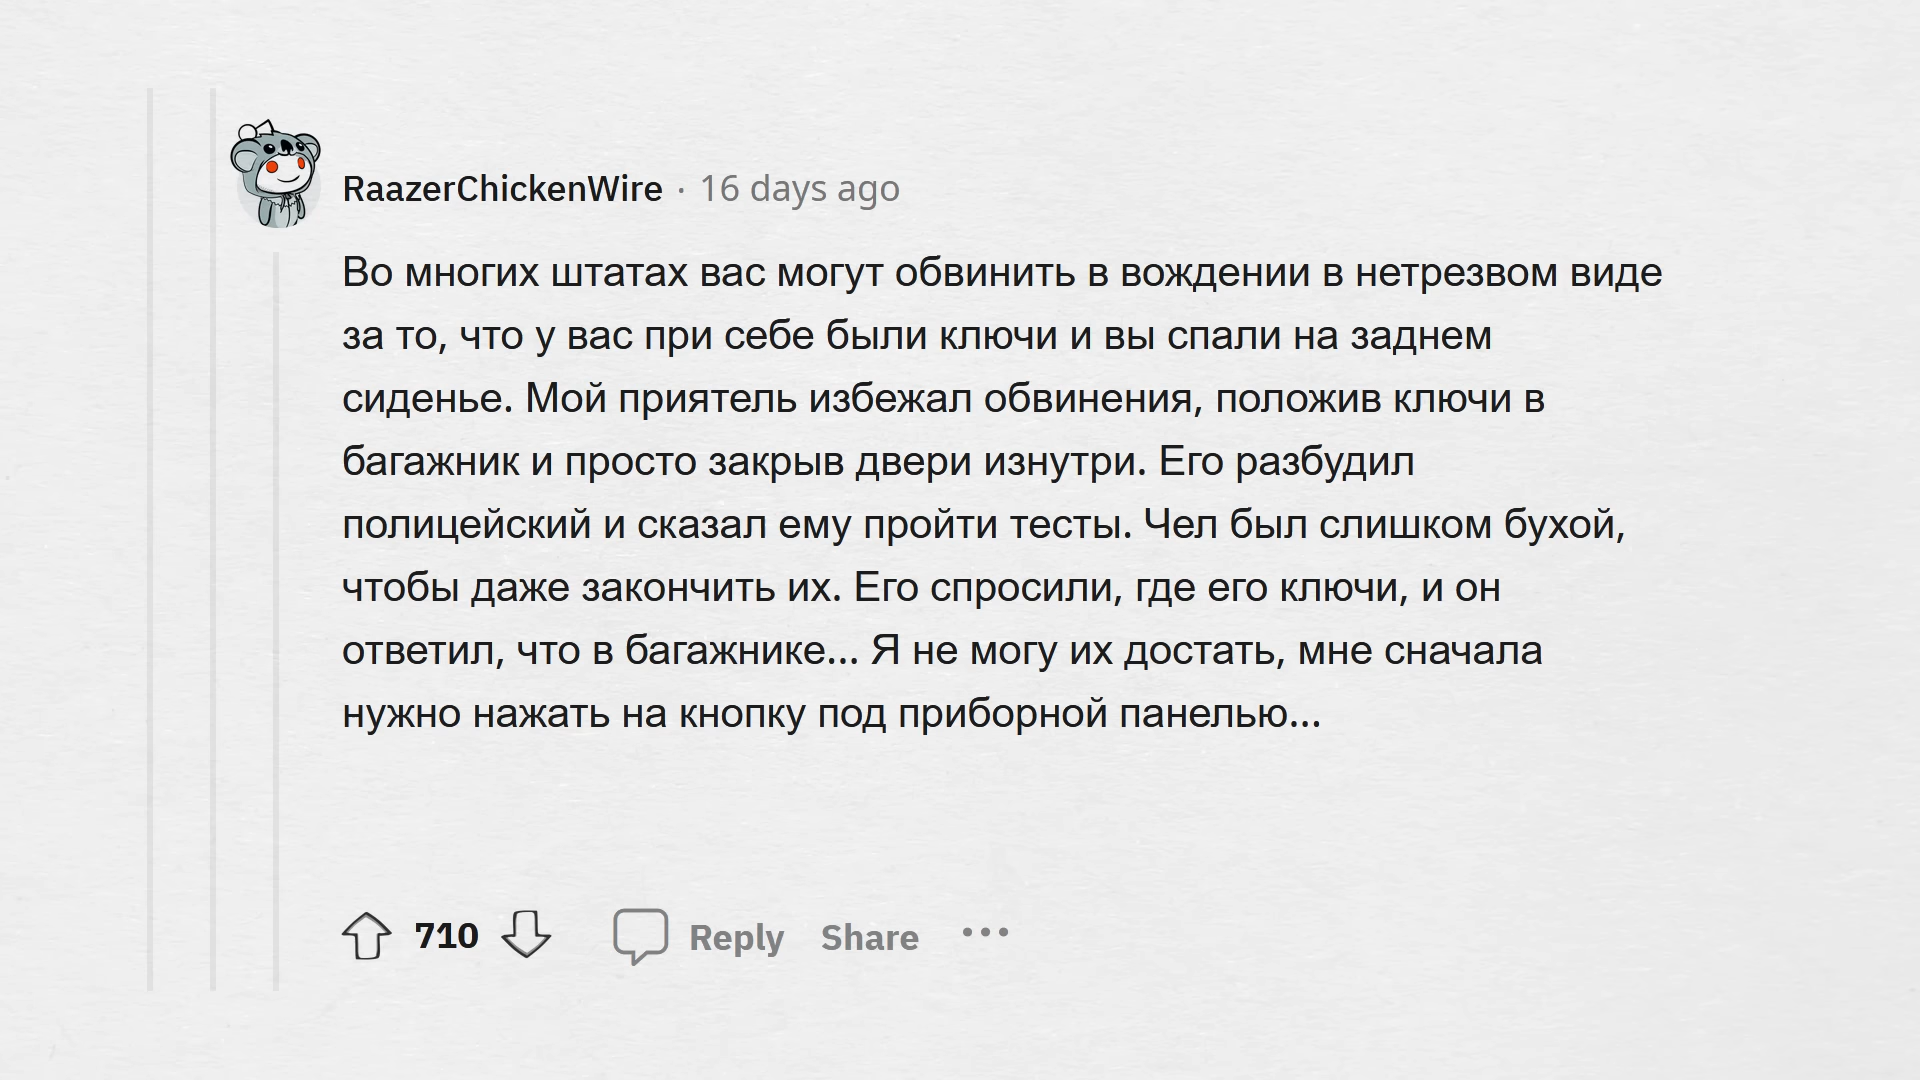 RaazerChickenWire · 16 days ago
Во многих штатах вас могут обвинить в вождении в нетрезвом виде
за то, что у вас при себе были ключи и вы спали на заднем
сиденье. Мой приятель избежал обвинения, положив ключи в
багажник и просто закрыв двери изнутри. Его разбудил
полицейский и сказал ему пройти тесты. Чел был слишком бухой,
чтобы даже закончить их. Его спросили, где его ключи, и он
ответил, что в багажнике... Я не могу их достать, мне сначала
нужно нажать на кнопку под приборной панелью...
710 Reply Share ...